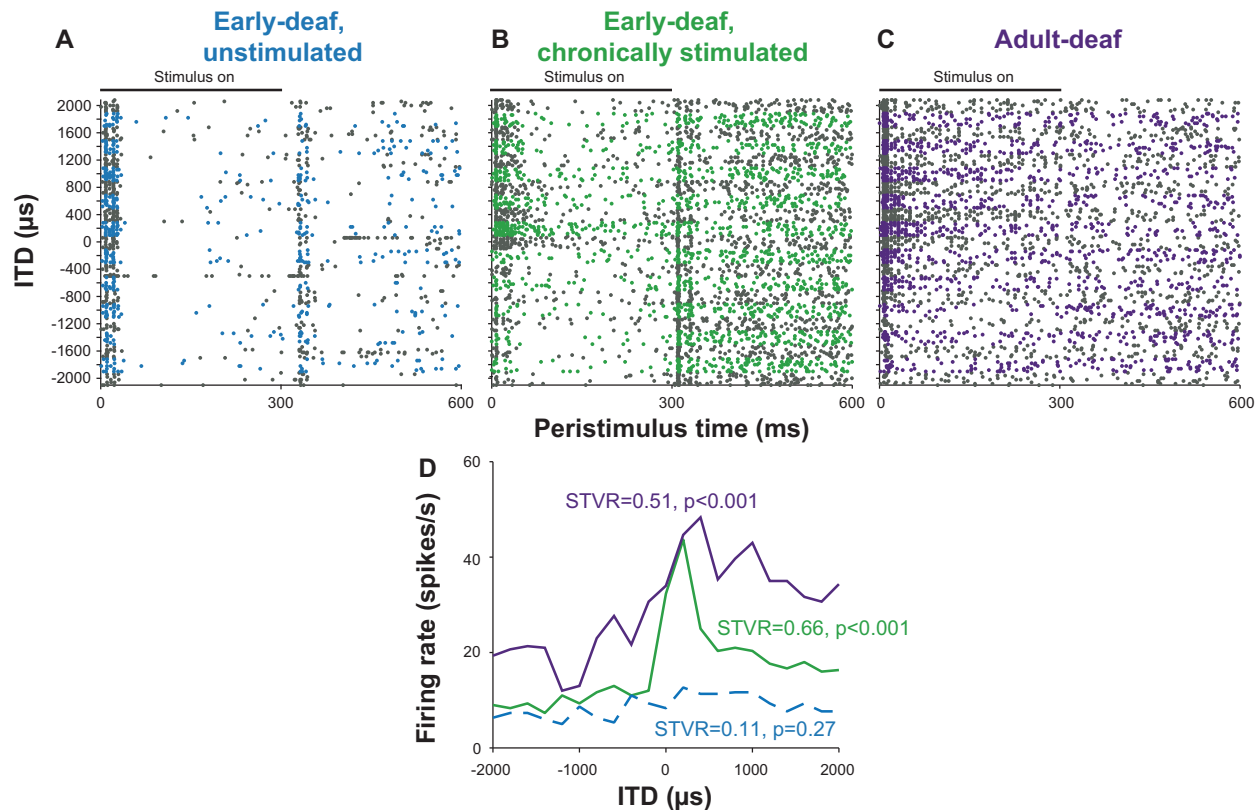 A
Early-deaf,
unstimulated
B
Early-deaf,
chronically stimulated
C
Adult-deaf
Stimulus on
Stimulus on
Stimulus on
ITD (µs)
2000
1600
1200
800
400
0
-400
-800
-1200
-1600
-2000
0 300 600
0 300 600
0 300 600
Peristimulus time (ms)
D
Firing rate (spikes/s)
60
40
20
0
STVR=0.51, p<0.001
STVR=0.66, p<0.001
STVR=0.11, p=0.27
-2000 -1000 0 1000 2000
ITD (µs)